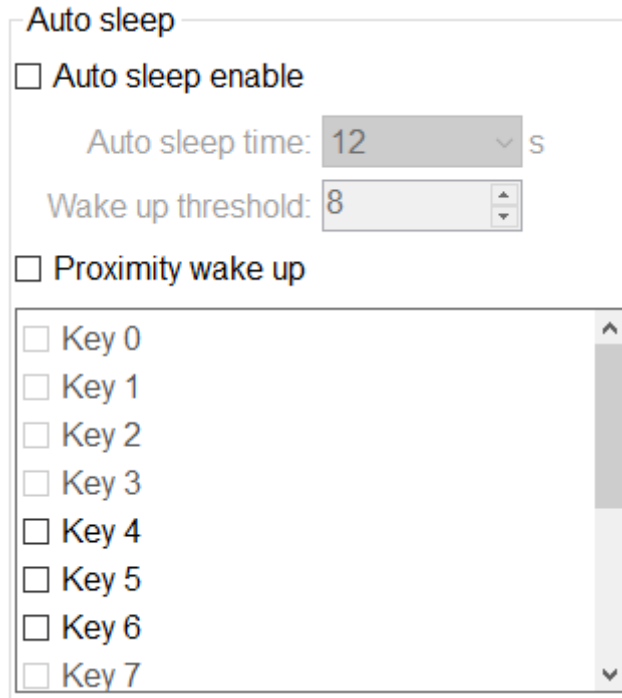 Auto sleep
Auto sleep enable
Auto sleep time: 12 s
Wake up threshold: 8
Proximity wake up
Key 0
Key 1
Key 2
Key 3
Key 4
Key 5
Key 6
Key 7